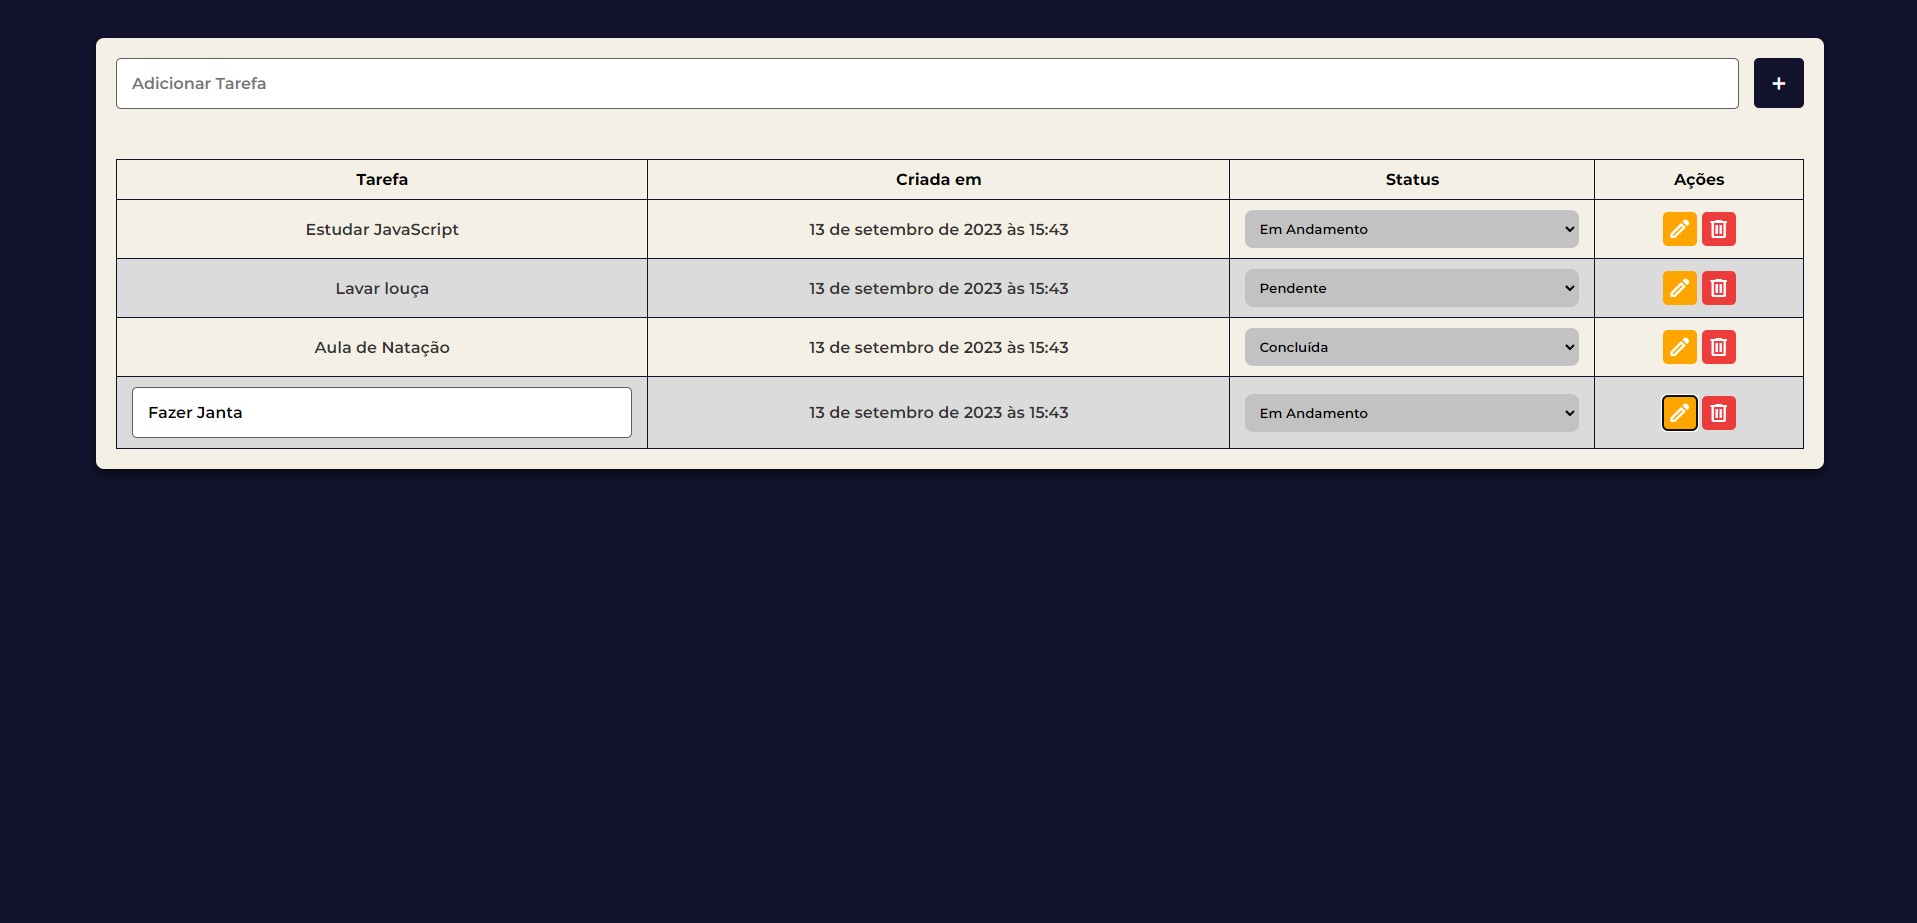 Adicionar Tarefa +
Tarefa Criada em Status Ações
Estudar JavaScript 13 de setembro de 2023 às 15:43 Em Andamento
Lavar louça 13 de setembro de 2023 às 15:43 Pendente
Aula de Natação 13 de setembro de 2023 às 15:43 Concluída
Fazer Janta 13 de setembro de 2023 às 15:43 Em Andamento